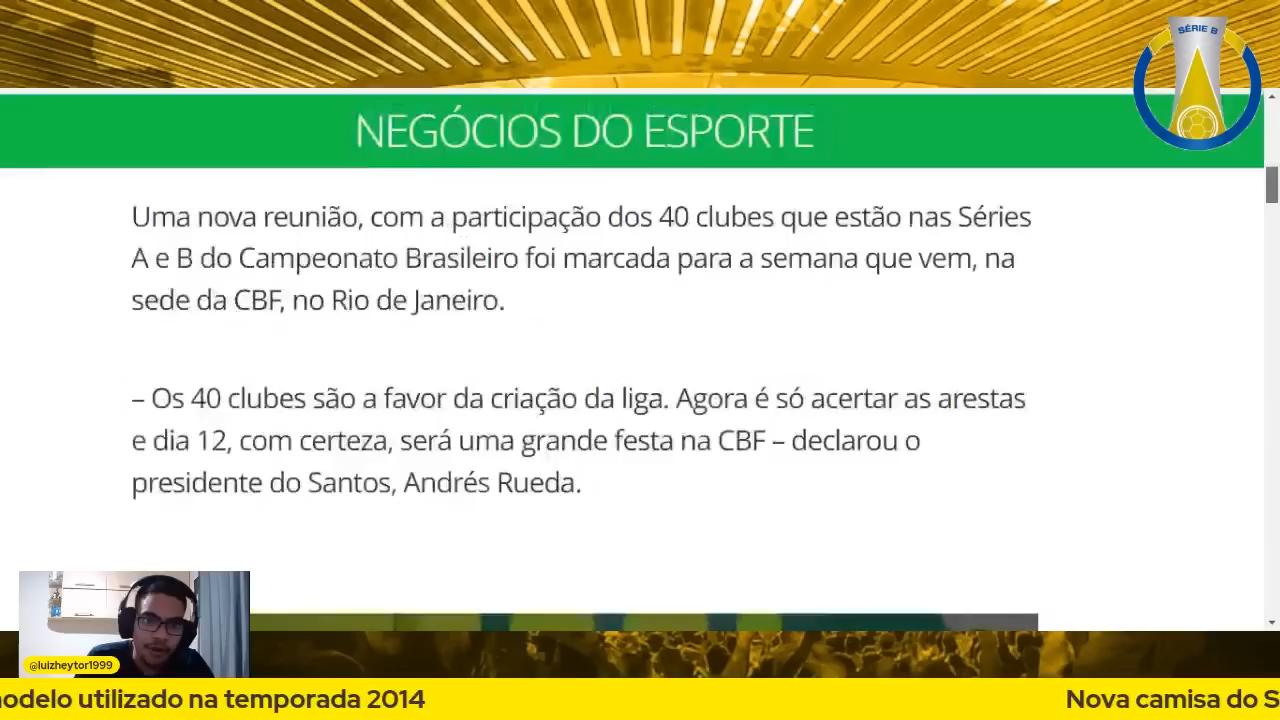 SÉRIE B
NEGÓCIOS DO ESPORTE
Uma nova reunião, com a participação dos 40 clubes que estão nas Séries
A e B do Campeonato Brasileiro foi marcada para a semana que vem, na
sede da CBF, no Rio de Janeiro.
– Os 40 clubes são a favor da criação da liga. Agora é só acertar as arestas
e dia 12, com certeza, será uma grande festa na CBF – declarou o
presidente do Santos, Andrés Rueda.
@luizheytor1999
odelo utilizado na temporada 2014
Nova camisa do S